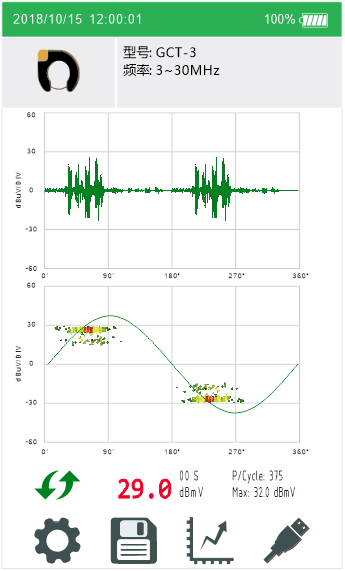 2018/10/15 12:00:01 100%
型号: GCT-3
频率: 3~30MHz
60
30
0
-30
-60
dBuV/DIV
0° 90° 180° 270° 360°
60
30
0
-30
-60
dBuV/DIV
0° 90° 180° 270° 360°
29.0 00 S
dBmV
P/Cycle: 375
Max: 32.0 dBmV